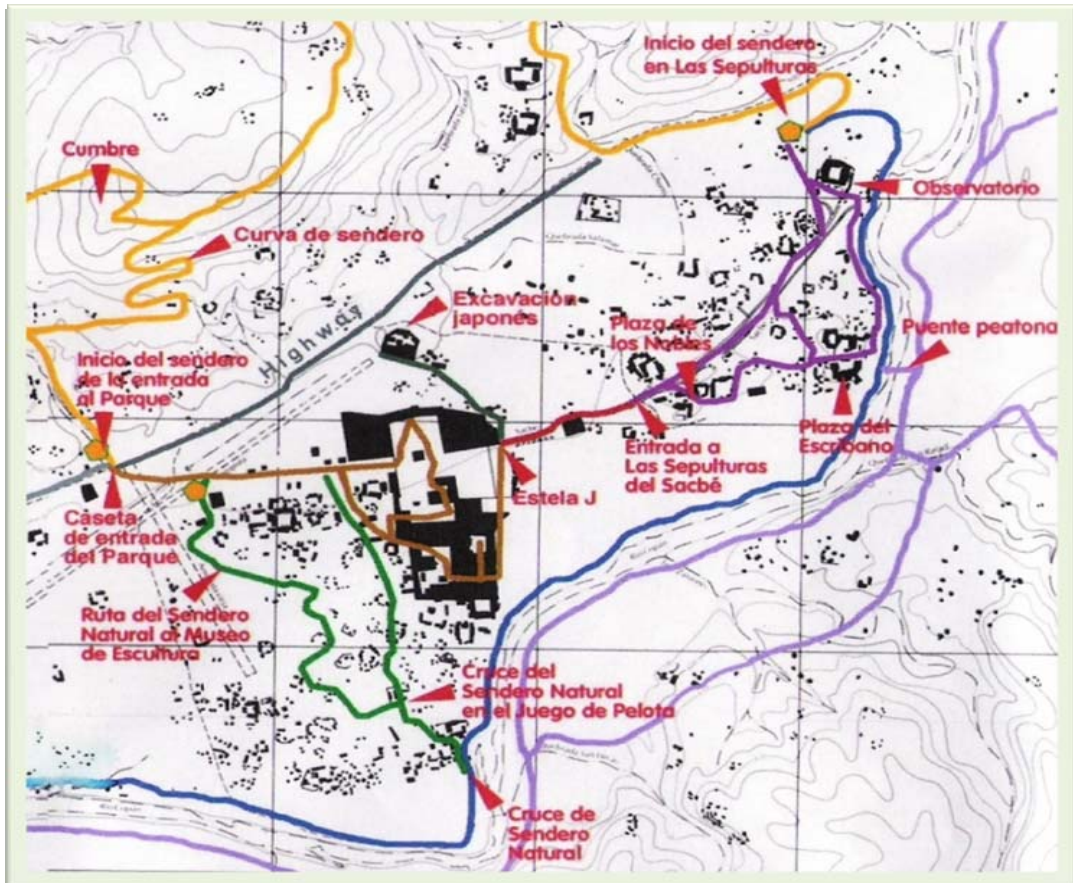 Inicio del sendero
en Las Sepulturas
Cumbre
Observatorio
Curva de sendero
Excavación
japonés
Highway
Plaza de
los Nobles
Puente peatona
Inicio del sendero
de la entrada
al Parque
Plaza del
Escribano
Entrada a
Las Sepulturas
del Sacbé
Estela J
Caseta
de entrada
del Parque
Ruta del Sendero
Natural al Museo
de Escultura
Cruce del
Sendero Natural
en el Juego de Pelota
Cruce de
Sendero
Natural